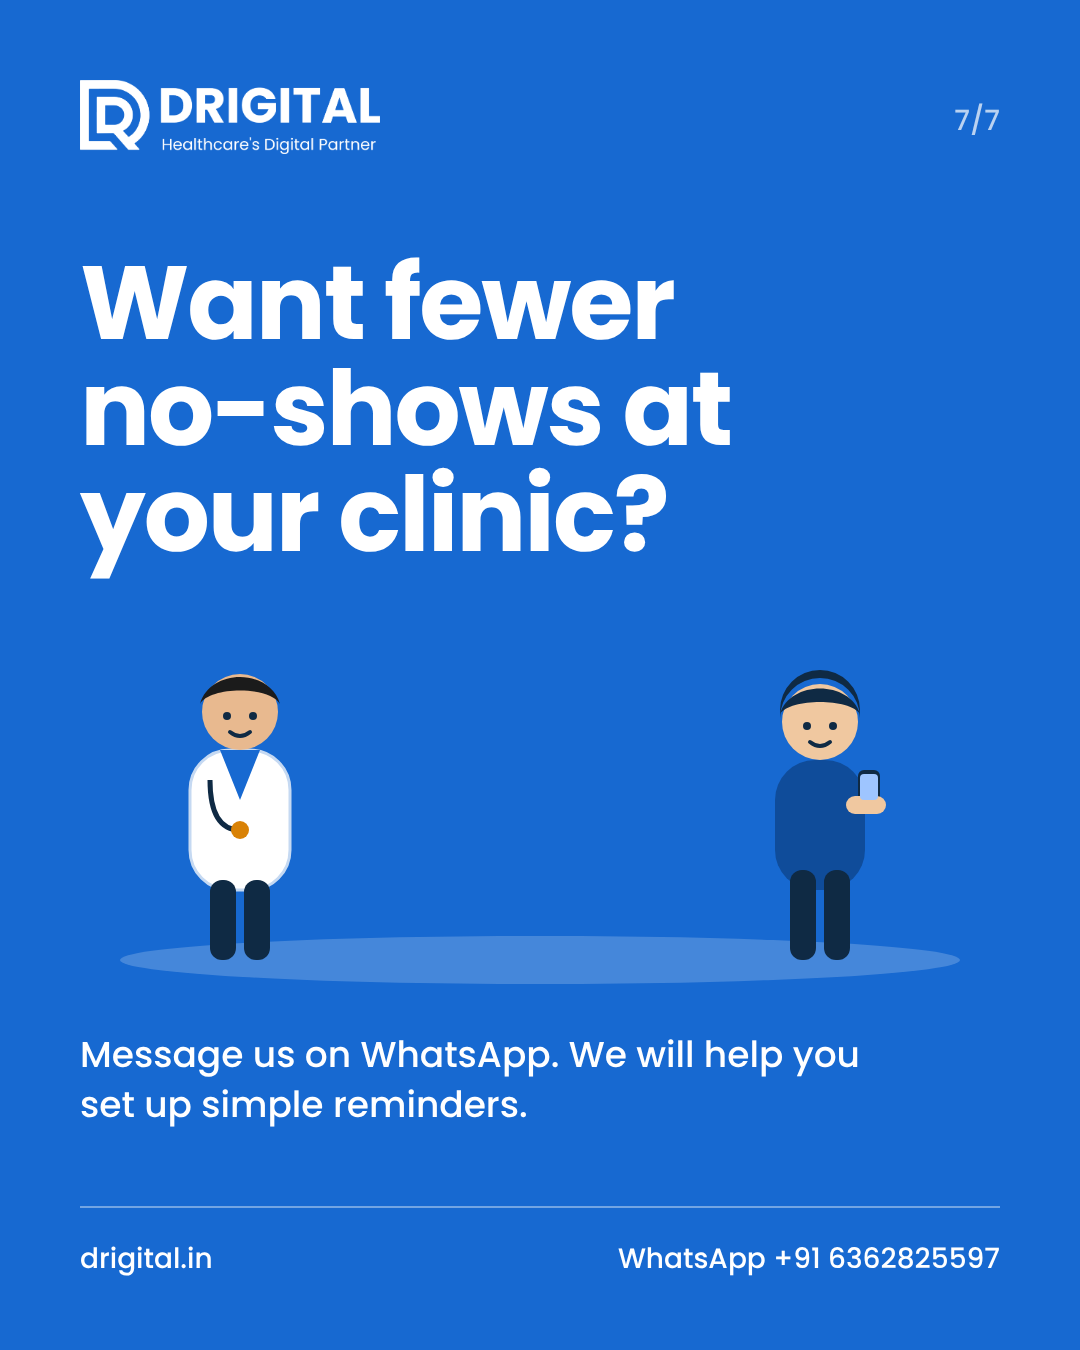 DRIGITAL
Healthcare's Digital Partner
7/7
Want fewer
no-shows at
your clinic?
Message us on WhatsApp. We will help you
set up simple reminders.
drigital.in
WhatsApp +91 6362825597